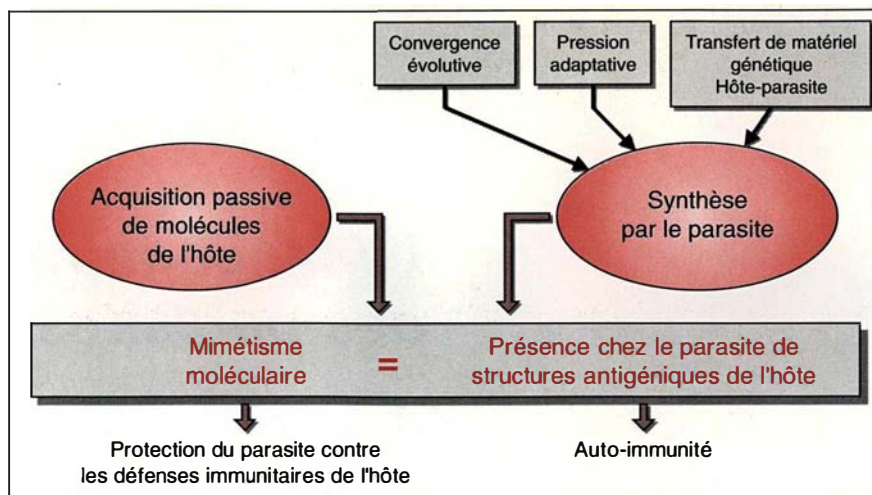 Convergence
évolutive
Pression
adaptative
Transfert de matériel
génétique
Hôte-parasite
Acquisition passive
de molécules
de l'hôte
Synthèse
par le parasite
Mimétisme
moléculaire
=
Présence chez le parasite de
structures antigéniques de l'hôte
Protection du parasite contre
les défenses immunitaires de l'hôte
Auto-immunité